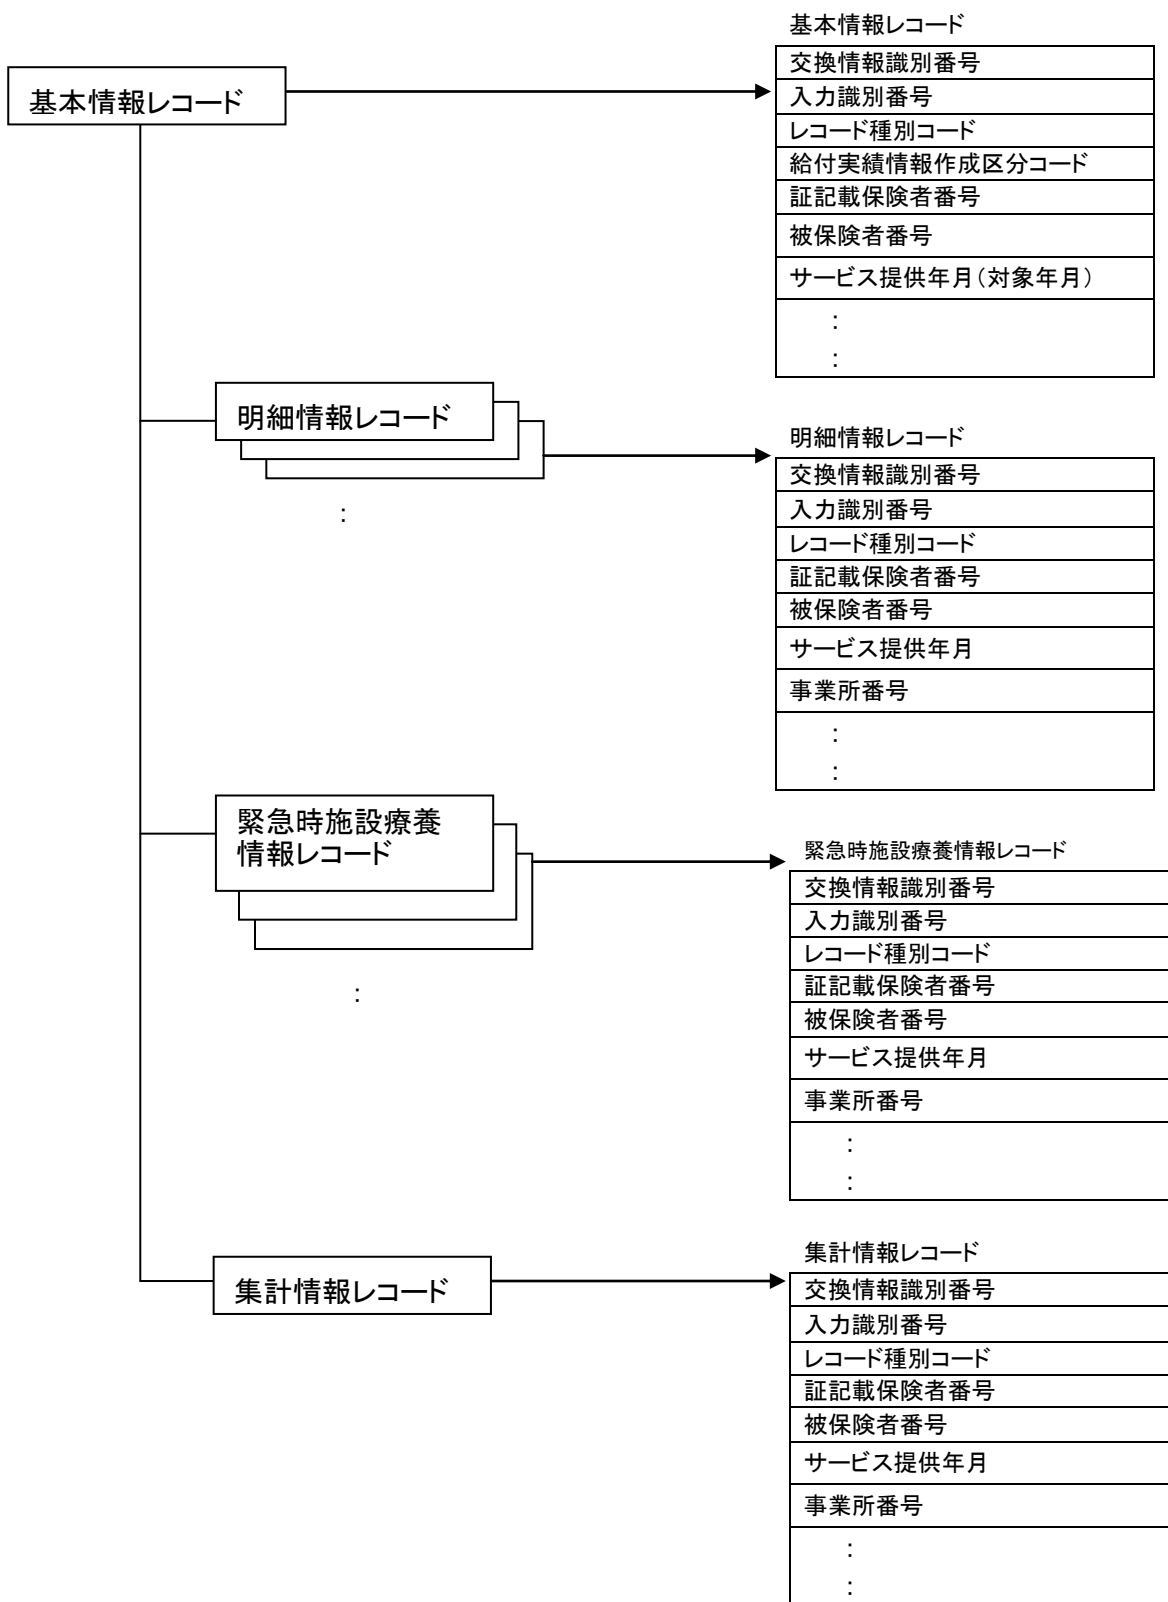 基本情報レコード
基本情報レコード
交換情報識別番号
入力識別番号
レコード種別コード
給付実績情報作成区分コード
証記載保険者番号
被保険者番号
サービス提供年月(対象年月)
:
:
明細情報レコード
:
明細情報レコード
交換情報識別番号
入力識別番号
レコード種別コード
証記載保険者番号
被保険者番号
サービス提供年月
事業所番号
:
:
緊急時施設療養
情報レコード
:
緊急時施設療養情報レコード
交換情報識別番号
入力識別番号
レコード種別コード
証記載保険者番号
被保険者番号
サービス提供年月
事業所番号
:
:
集計情報レコード
集計情報レコード
交換情報識別番号
入力識別番号
レコード種別コード
証記載保険者番号
被保険者番号
サービス提供年月
事業所番号
:
: